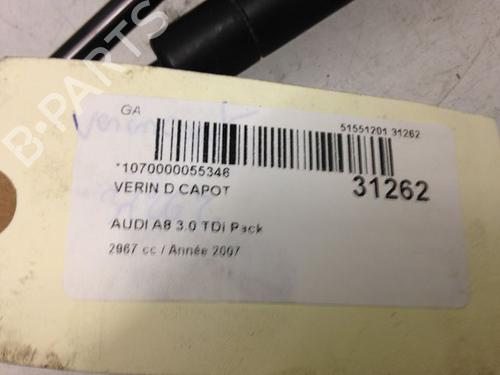 GA
51551201 31262
*1070000055346
VERIN D CAPOT
31262
AUDI A8 3.0 TDi Pack
2967 cc / Année 2007
B-PARTS